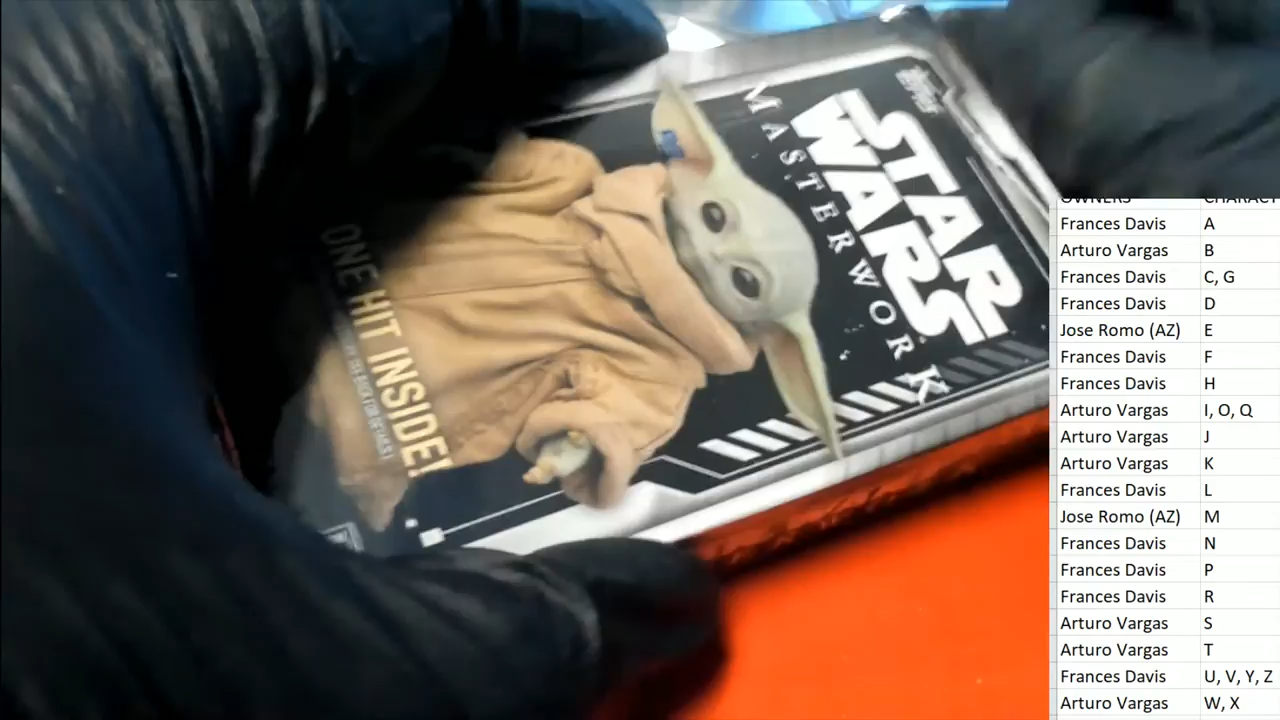 STAR
WARS
MASTERWORK
ONE HIT INSIDE!
Frances Davis A
Arturo Vargas B
Frances Davis C, G
Frances Davis D
Jose Romo (AZ) E
Frances Davis F
Frances Davis H
Arturo Vargas I, O, Q
Arturo Vargas J
Arturo Vargas K
Frances Davis L
Jose Romo (AZ) M
Frances Davis N
Frances Davis P
Frances Davis R
Arturo Vargas S
Arturo Vargas T
Frances Davis U, V, Y, Z
Arturo Vargas W, X